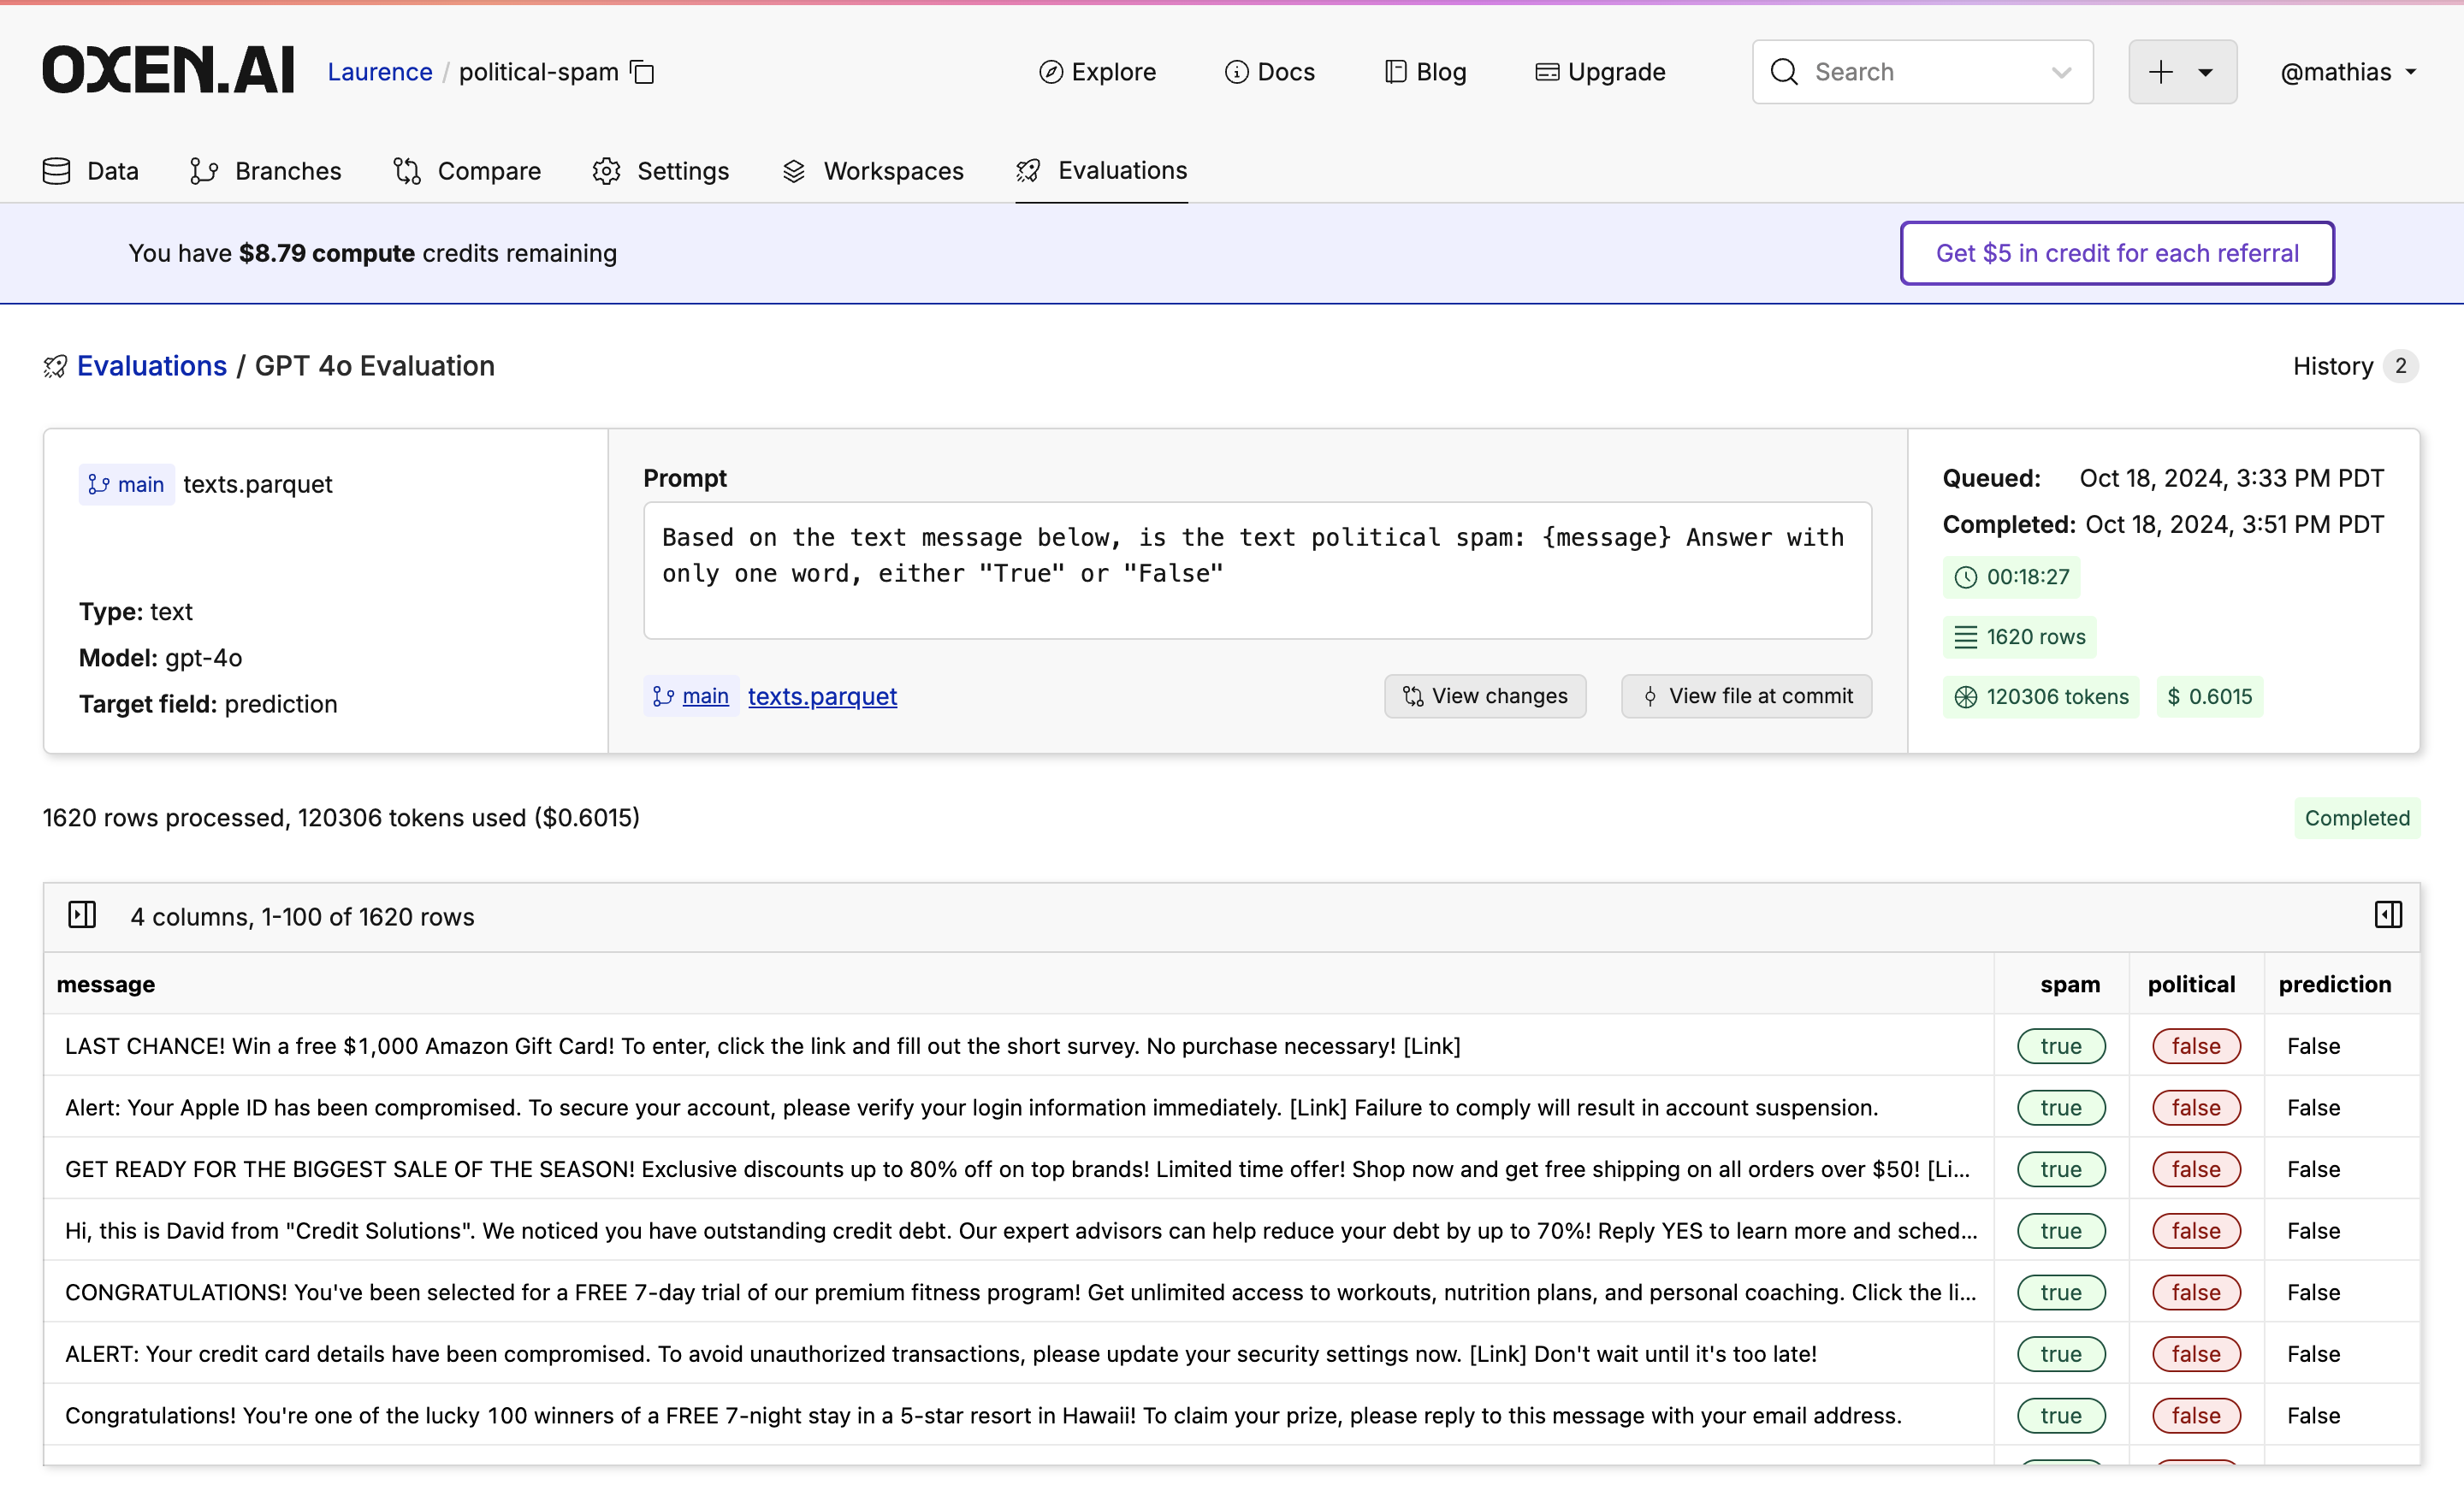 OXEN.AI Laurence / political-spam Explore Docs Blog Upgrade Search @mathias
Data Branches Compare Settings Workspaces Evaluations
You have $8.79 compute credits remaining Get $5 in credit for each referral
Evaluations / GPT 4o Evaluation History 2
main texts.parquet
Type: text
Model: gpt-4o
Target field: prediction
Prompt
Based on the text message below, is the text political spam: {message} Answer with
only one word, either "True" or "False"
main texts.parquet View changes View file at commit
Queued: Oct 18, 2024, 3:33 PM PDT
Completed: Oct 18, 2024, 3:51 PM PDT
00:18:27
1620 rows
120306 tokens $ 0.6015
1620 rows processed, 120306 tokens used ($0.6015) Completed
4 columns, 1-100 of 1620 rows
message spam political prediction
LAST CHANCE! Win a free $1,000 Amazon Gift Card! To enter, click the link and fill out the short survey. No purchase necessary! [Link] true false False
Alert: Your Apple ID has been compromised. To secure your account, please verify your login information immediately. [Link] Failure to comply will result in account suspension. true false False
GET READY FOR THE BIGGEST SALE OF THE SEASON! Exclusive discounts up to 80% off on top brands! Limited time offer! Shop now and get free shipping on all orders over $50! [Li... true false False
Hi, this is David from "Credit Solutions". We noticed you have outstanding credit debt. Our expert advisors can help reduce your debt by up to 70%! Reply YES to learn more and sched... true false False
CONGRATULATIONS! You've been selected for a FREE 7-day trial of our premium fitness program! Get unlimited access to workouts, nutrition plans, and personal coaching. Click the li... true false False
ALERT: Your credit card details have been compromised. To avoid unauthorized transactions, please update your security settings now. [Link] Don't wait until it's too late! true false False
Congratulations! You're one of the lucky 100 winners of a FREE 7-night stay in a 5-star resort in Hawaii! To claim your prize, please reply to this message with your email address. true false False